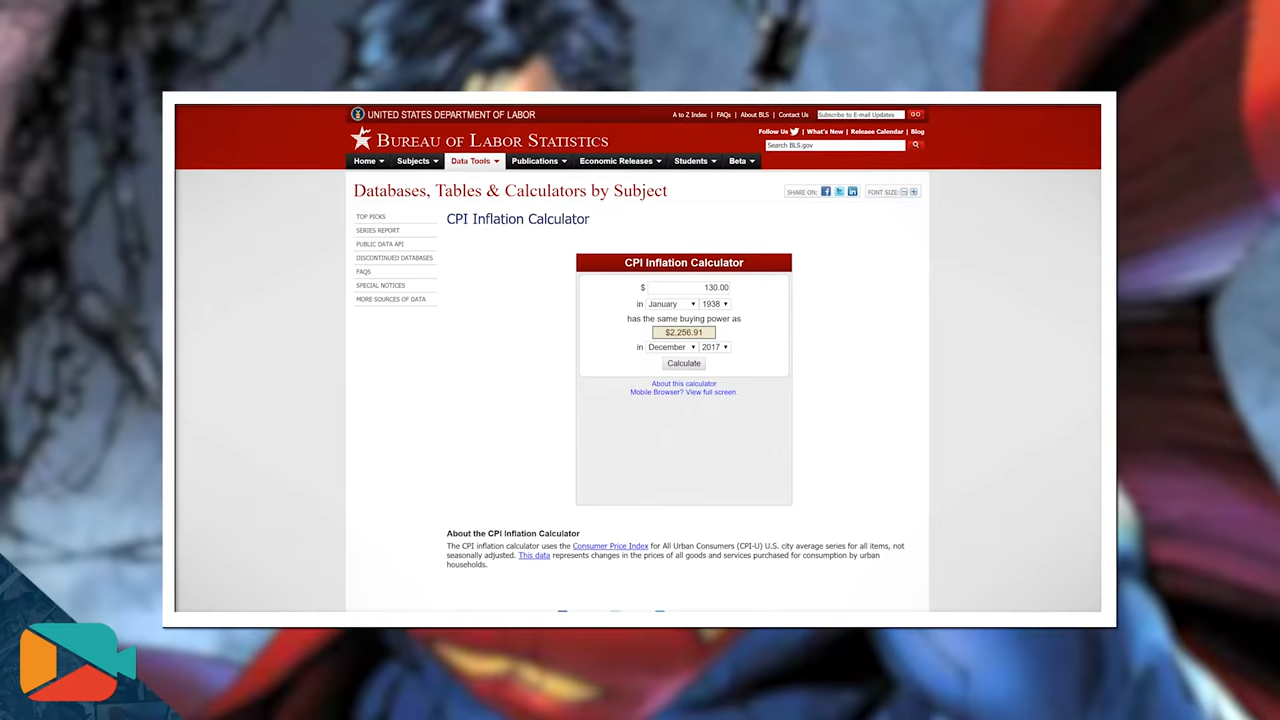 UNITED STATES DEPARTMENT OF LABOR
A to Z Index | FAQs | About BLS | Contact Us
Subscribe to E-mail Updates GO
BUREAU OF LABOR STATISTICS
Follow Us | What's New | Release Calendar | Blog
Search BLS.gov
Home Subjects Data Tools Publications Economic Releases Students Beta
Databases, Tables & Calculators by Subject
SHARE ON: FONT SIZE:
TOP PICKS
SERIES REPORT
PUBLIC DATA API
DISCONTINUED DATABASES
FAQS
SPECIAL NOTICES
MORE SOURCES OF DATA
CPI Inflation Calculator
CPI Inflation Calculator
$ 130.00
in January 1938
has the same buying power as
$2,256.91
in December 2017
Calculate
About this calculator
Mobile Browser? View full screen.
About the CPI Inflation Calculator
The CPI inflation calculator uses the Consumer Price Index for All Urban Consumers (CPI-U) U.S. city average series for all items, not
seasonally adjusted. This data represents changes in the prices of all goods and services purchased for consumption by urban
households.